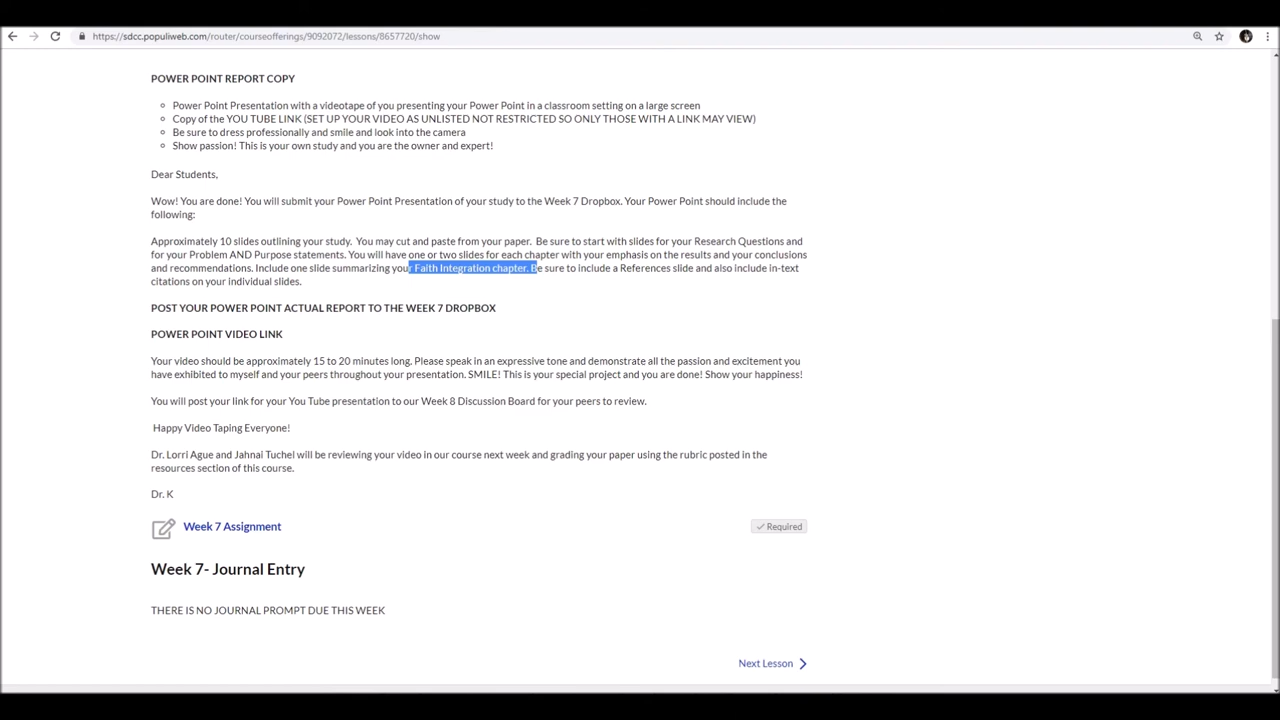 https://sdcc.populiweb.com/router/courseofferings/9092072/lessons/8657720/show
POWER POINT REPORT COPY
Power Point Presentation with a videotape of you presenting your Power Point in a classroom setting on a large screen
Copy of the YOU TUBE LINK (SET UP YOUR VIDEO AS UNLISTED NOT RESTRICTED SO ONLY THOSE WITH A LINK MAY VIEW)
Be sure to dress professionally and smile and look into the camera
Show passion! This is your own study and you are the owner and expert!
Dear Students,
Wow! You are done! You will submit your Power Point Presentation of your study to the Week 7 Dropbox. Your Power Point should include the
following:
Approximately 10 slides outlining your study. You may cut and paste from your paper. Be sure to start with slides for your Research Questions and
for your Problem AND Purpose statements. You will have one or two slides for each chapter with your emphasis on the results and your conclusions
and recommendations. Include one slide summarizing your Faith Integration chapter. Be sure to include a References slide and also include in-text
citations on your individual slides.
POST YOUR POWER POINT ACTUAL REPORT TO THE WEEK 7 DROPBOX
POWER POINT VIDEO LINK
Your video should be approximately 15 to 20 minutes long. Please speak in an expressive tone and demonstrate all the passion and excitement you
have exhibited to myself and your peers throughout your presentation. SMILE! This is your special project and you are done! Show your happiness!
You will post your link for your You Tube presentation to our Week 8 Discussion Board for your peers to review.
Happy Video Taping Everyone!
Dr. Lorri Ague and Jahnai Tuchel will be reviewing your video in our course next week and grading your paper using the rubric posted in the
resources section of this course.
Dr. K
Week 7 Assignment
Required
Week 7- Journal Entry
THERE IS NO JOURNAL PROMPT DUE THIS WEEK
Next Lesson